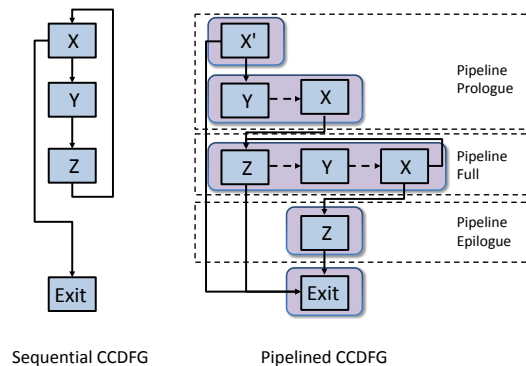 X
Y
Z
Exit
Sequential CCDFG
X'
Y
X
Pipeline
Prologue
Z
Y
X
Pipeline
Full
Z
Pipeline
Epilogue
Exit
Pipelined CCDFG